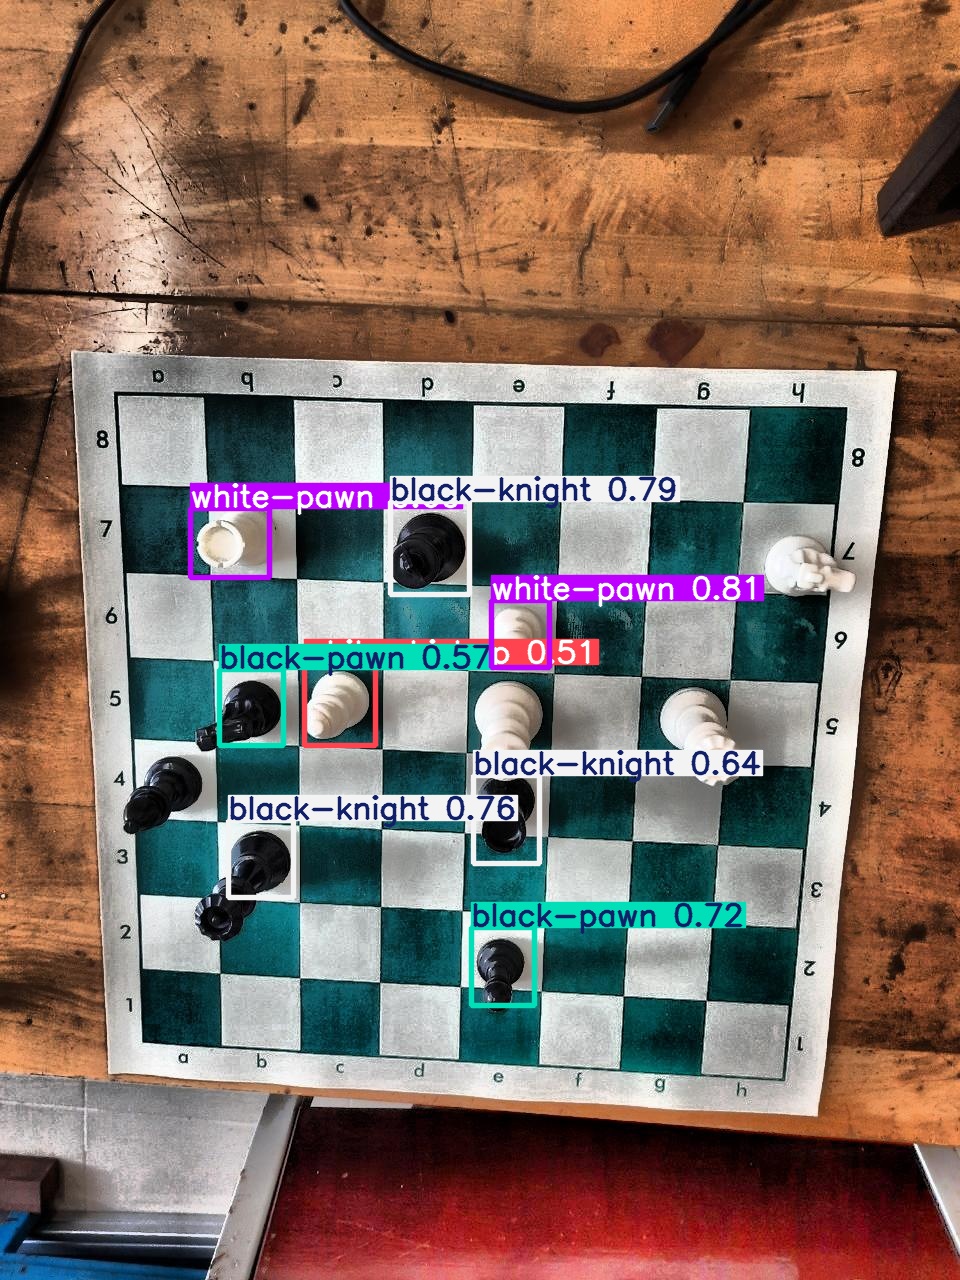 a b c d e f g h
8 8
white-pawn
black-knight 0.79
7 7
white-pawn 0.81
6 6
p 0.51
black-pawn 0.57
5 5
black-knight 0.64
4 4
black-knight 0.76
3 3
black-pawn 0.72
2 2
1 1
a b c d e f g h